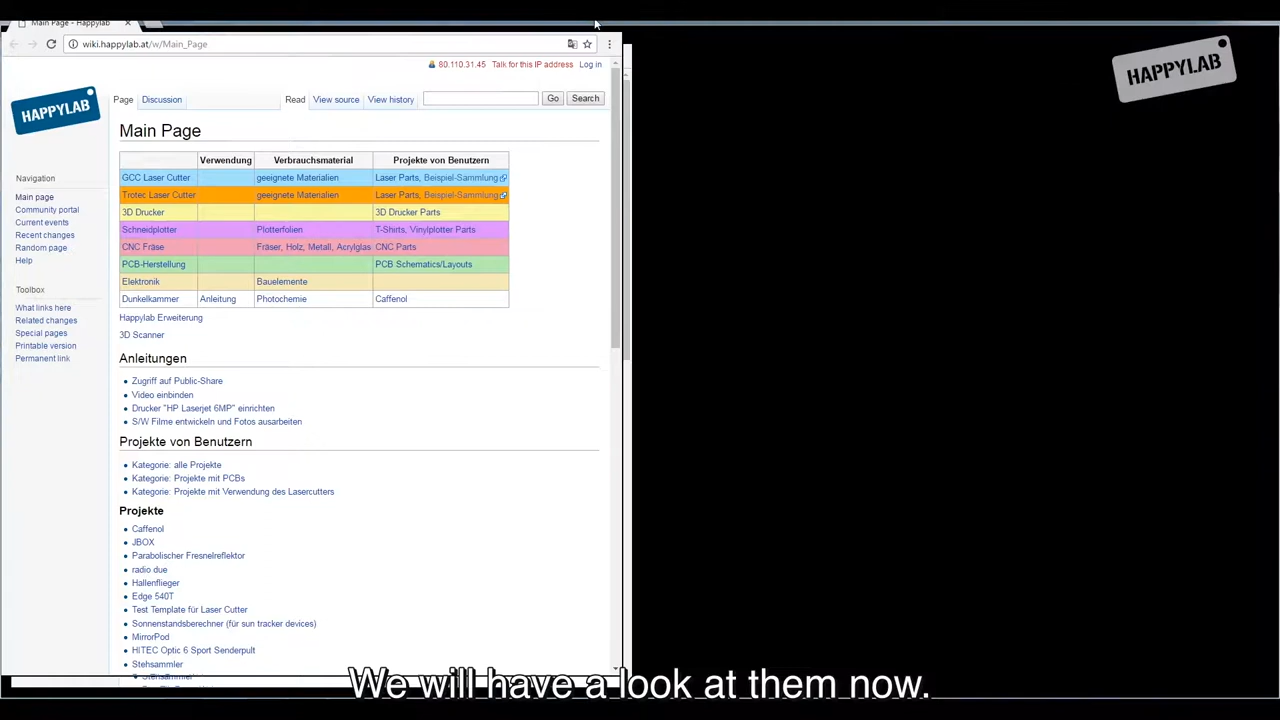 Main Page - Happylab
wiki.happylab.at/w/Main_Page
80.110.31.45 Talk for this IP address Log in
HAPPYLAB
HAPPYLAB
Page Discussion Read View source View history Go Search
Main Page
Verwendung Verbrauchsmaterial Projekte von Benutzern
GCC Laser Cutter geeignete Materialien Laser Parts, Beispiel-Sammlung
Trotec Laser Cutter geeignete Materialien Laser Parts, Beispiel-Sammlung
3D Drucker 3D Drucker Parts
Schneidplotter Plotterfolien T-Shirts, Vinylplotter Parts
CNC Fräse Fräser, Holz, Metall, Acrylglas CNC Parts
PCB-Herstellung PCB Schematics/Layouts
Elektronik Bauelemente
Dunkelkammer Anleitung Photochemie Caffenol
Happylab Erweiterung
3D Scanner
Navigation
Main page
Community portal
Current events
Recent changes
Random page
Help
Toolbox
What links here
Related changes
Special pages
Printable version
Permanent link
Anleitungen
Zugriff auf Public-Share
Video einbinden
Drucker "HP Laserjet 6MP" einrichten
S/W Filme entwickeln und Fotos ausarbeiten
Projekte von Benutzern
Kategorie: alle Projekte
Kategorie: Projekte mit PCBs
Kategorie: Projekte mit Verwendung des Lasercutters
Projekte
Caffenol
JBOX
Parabolischer Fresnelreflektor
radio due
Hallenflieger
Edge 540T
Test Template für Laser Cutter
Sonnenstandsberechner (für sun tracker devices)
MirrorPod
HITEC Optic 6 Sport Senderpult
Stehsammler
We will have a look at them now.